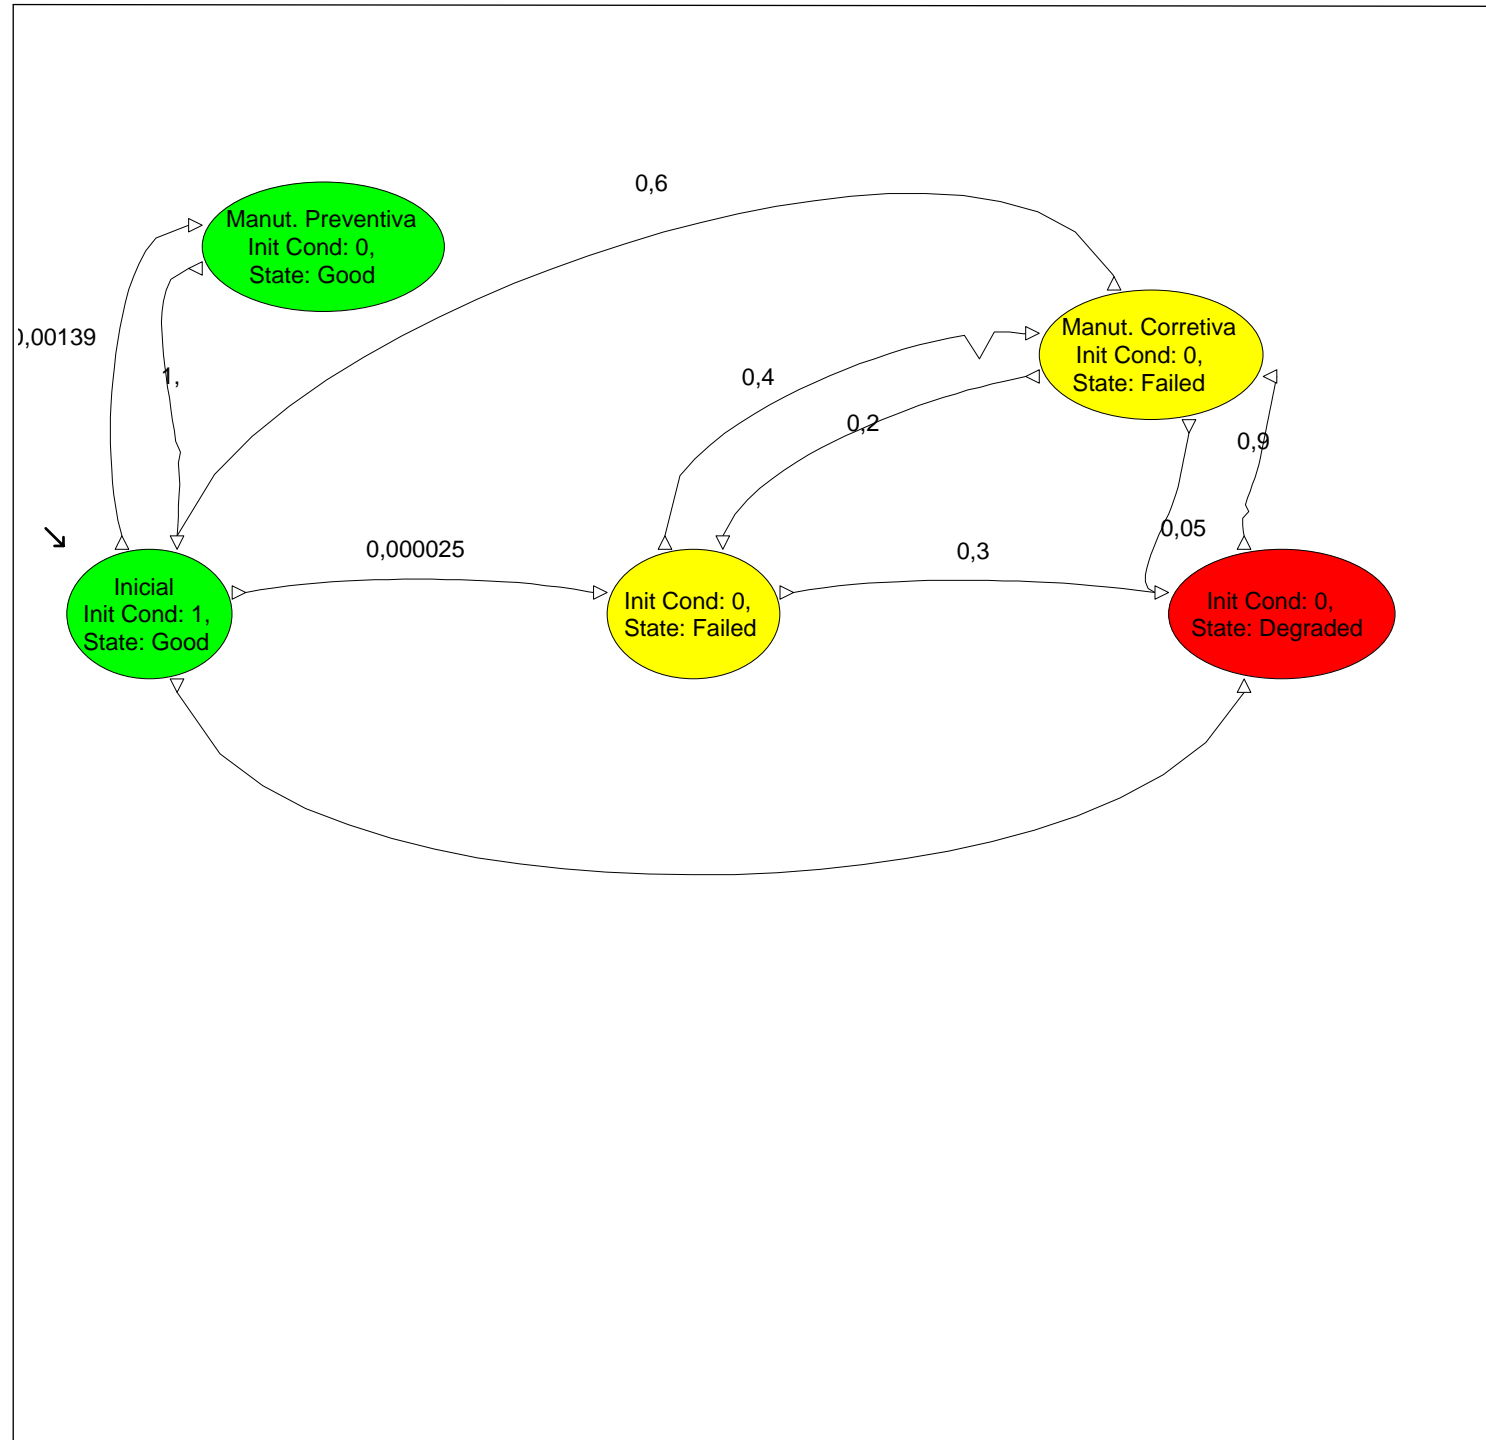 0,6
Manut. Preventiva
Init Cond: 0,
State: Good
Manut. Corretiva
Init Cond: 0,
State: Failed
,00139
1,
0,4
0,2
0,9
0,05
0,000025
0,3
Inicial
Init Cond: 1,
State: Good
Init Cond: 0,
State: Failed
Init Cond: 0,
State: Degraded